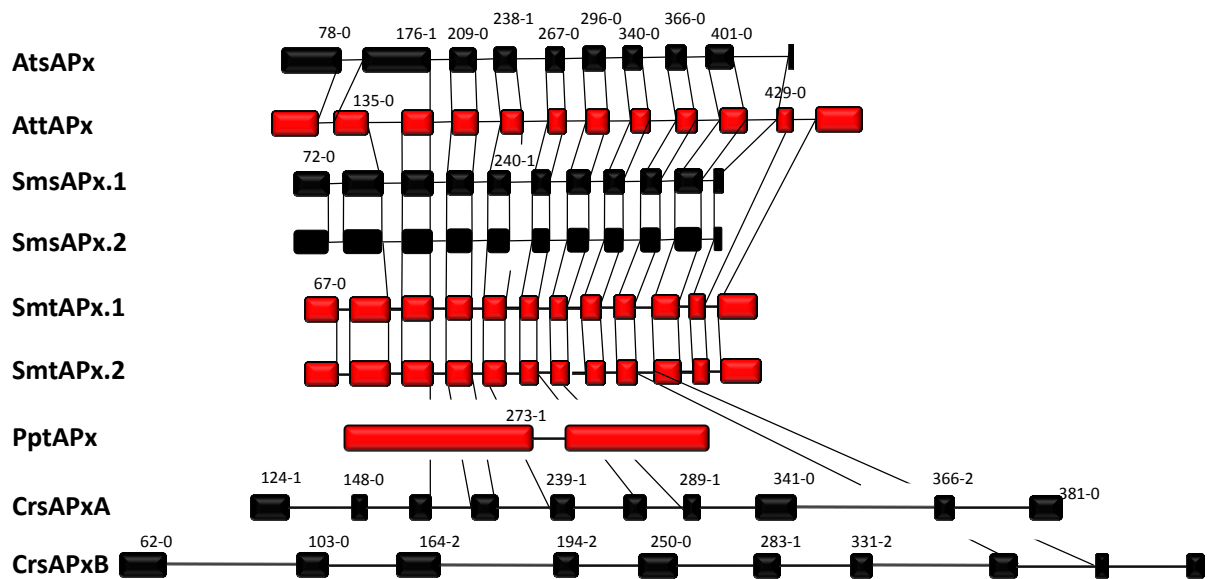 238-1 296-0 366-0
78-0 176-1 209-0 267-0 340-0 401-0
AtsAPx
135-0 429-0
AttAPx
72-0 240-1
SmsAPx.1
SmsAPx.2
67-0
SmtAPx.1
SmtAPx.2
273-1
PptAPx
124-1 148-0 239-1 289-1 341-0 366-2 381-0
CrsAPxA
62-0 103-0 164-2 194-2 250-0 283-1 331-2
CrsAPxB